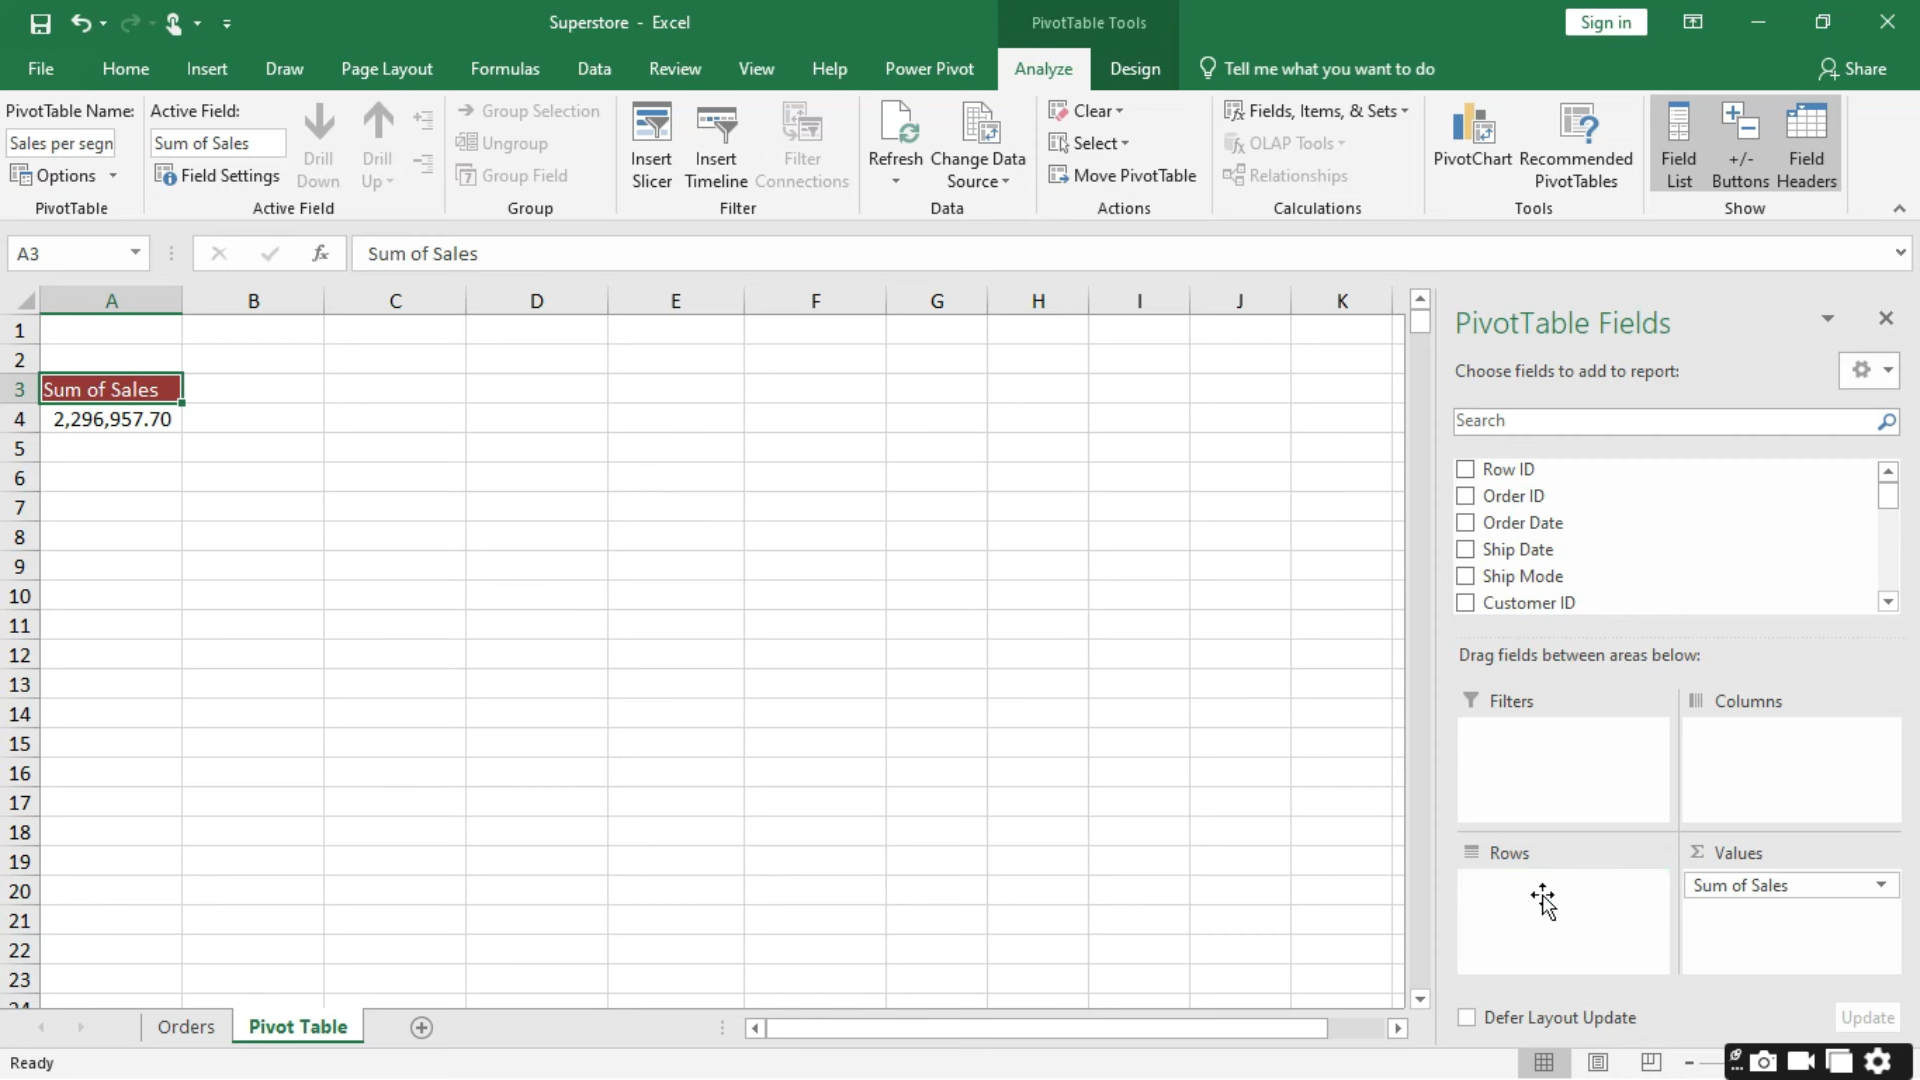 Superstore - Excel
PivotTable Tools
Sign in
File Home Insert Draw Page Layout Formulas Data Review View Help Power Pivot Analyze Design Tell me what you want to do Share
PivotTable Name:
Sales per segn
Options
PivotTable
Active Field:
Sum of Sales
Field Settings
Drill Down
Drill Up
Active Field
Group Selection
Ungroup
Group Field
Group
Insert Slicer
Insert Timeline
Filter Connections
Filter
Refresh
Change Data Source
Data
Clear
Select
Move PivotTable
Actions
Fields, Items, & Sets
OLAP Tools
Relationships
Calculations
PivotChart
Recommended PivotTables
Tools
Field List
+/- Buttons
Field Headers
Show
A3
fx
Sum of Sales
A B C D E F G H I J K
1
2
3 Sum of Sales
4 2,296,957.70
5
6
7
8
9
10
11
12
13
14
15
16
17
18
19
20
21
22
23
24
PivotTable Fields
Choose fields to add to report:
Search
Row ID
Order ID
Order Date
Ship Date
Ship Mode
Customer ID
Drag fields between areas below:
Filters
Columns
Rows
Σ Values
Sum of Sales
Defer Layout Update
Update
Orders
Pivot Table
Ready